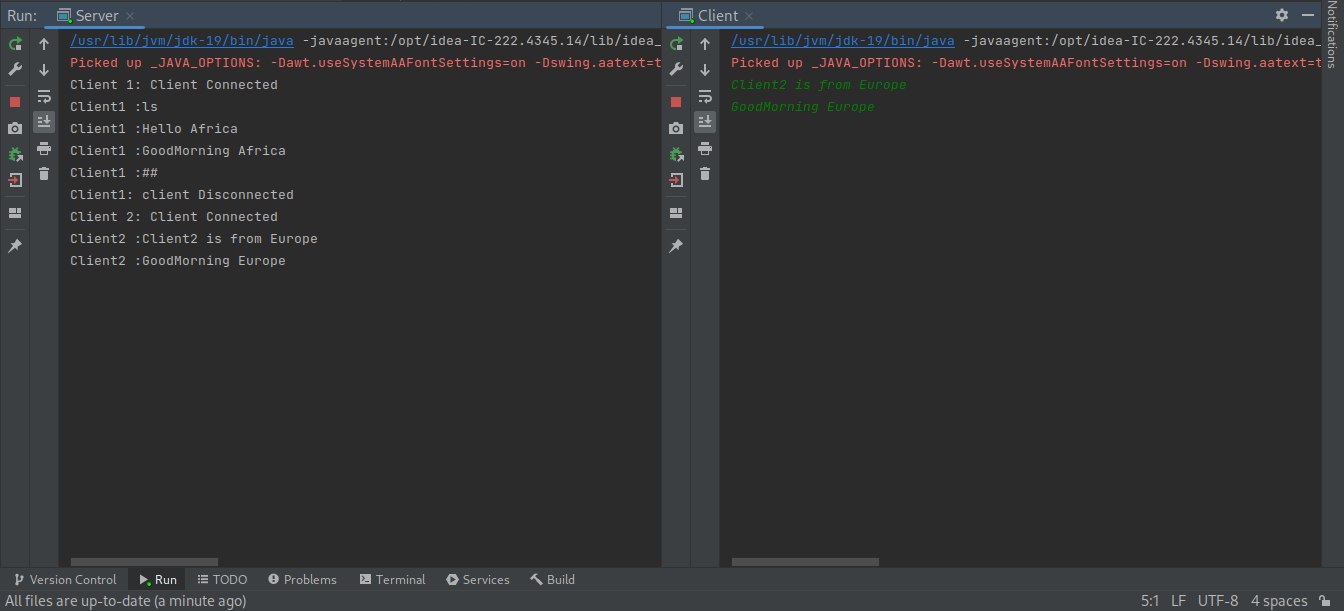 Run: Server Client
/usr/lib/jvm/jdk-19/bin/java -javaagent:/opt/idea-IC-222.4345.14/lib/idea_
Picked up _JAVA_OPTIONS: -Dawt.useSystemAAFontSettings=on -Dswing.aatext=t
Client 1: Client Connected
Client1 :ls
Client1 :Hello Africa
Client1 :GoodMorning Africa
Client1 :##
Client1: client Disconnected
Client 2: Client Connected
Client2 :Client2 is from Europe
Client2 :GoodMorning Europe
/usr/lib/jvm/jdk-19/bin/java -javaagent:/opt/idea-IC-222.4345.14/lib/idea_
Picked up _JAVA_OPTIONS: -Dawt.useSystemAAFontSettings=on -Dswing.aatext=t
Client2 is from Europe
GoodMorning Europe
Notifications
Version Control Run TODO Problems Terminal Services Build
All files are up-to-date (a minute ago) 5:1 LF UTF-8 4 spaces